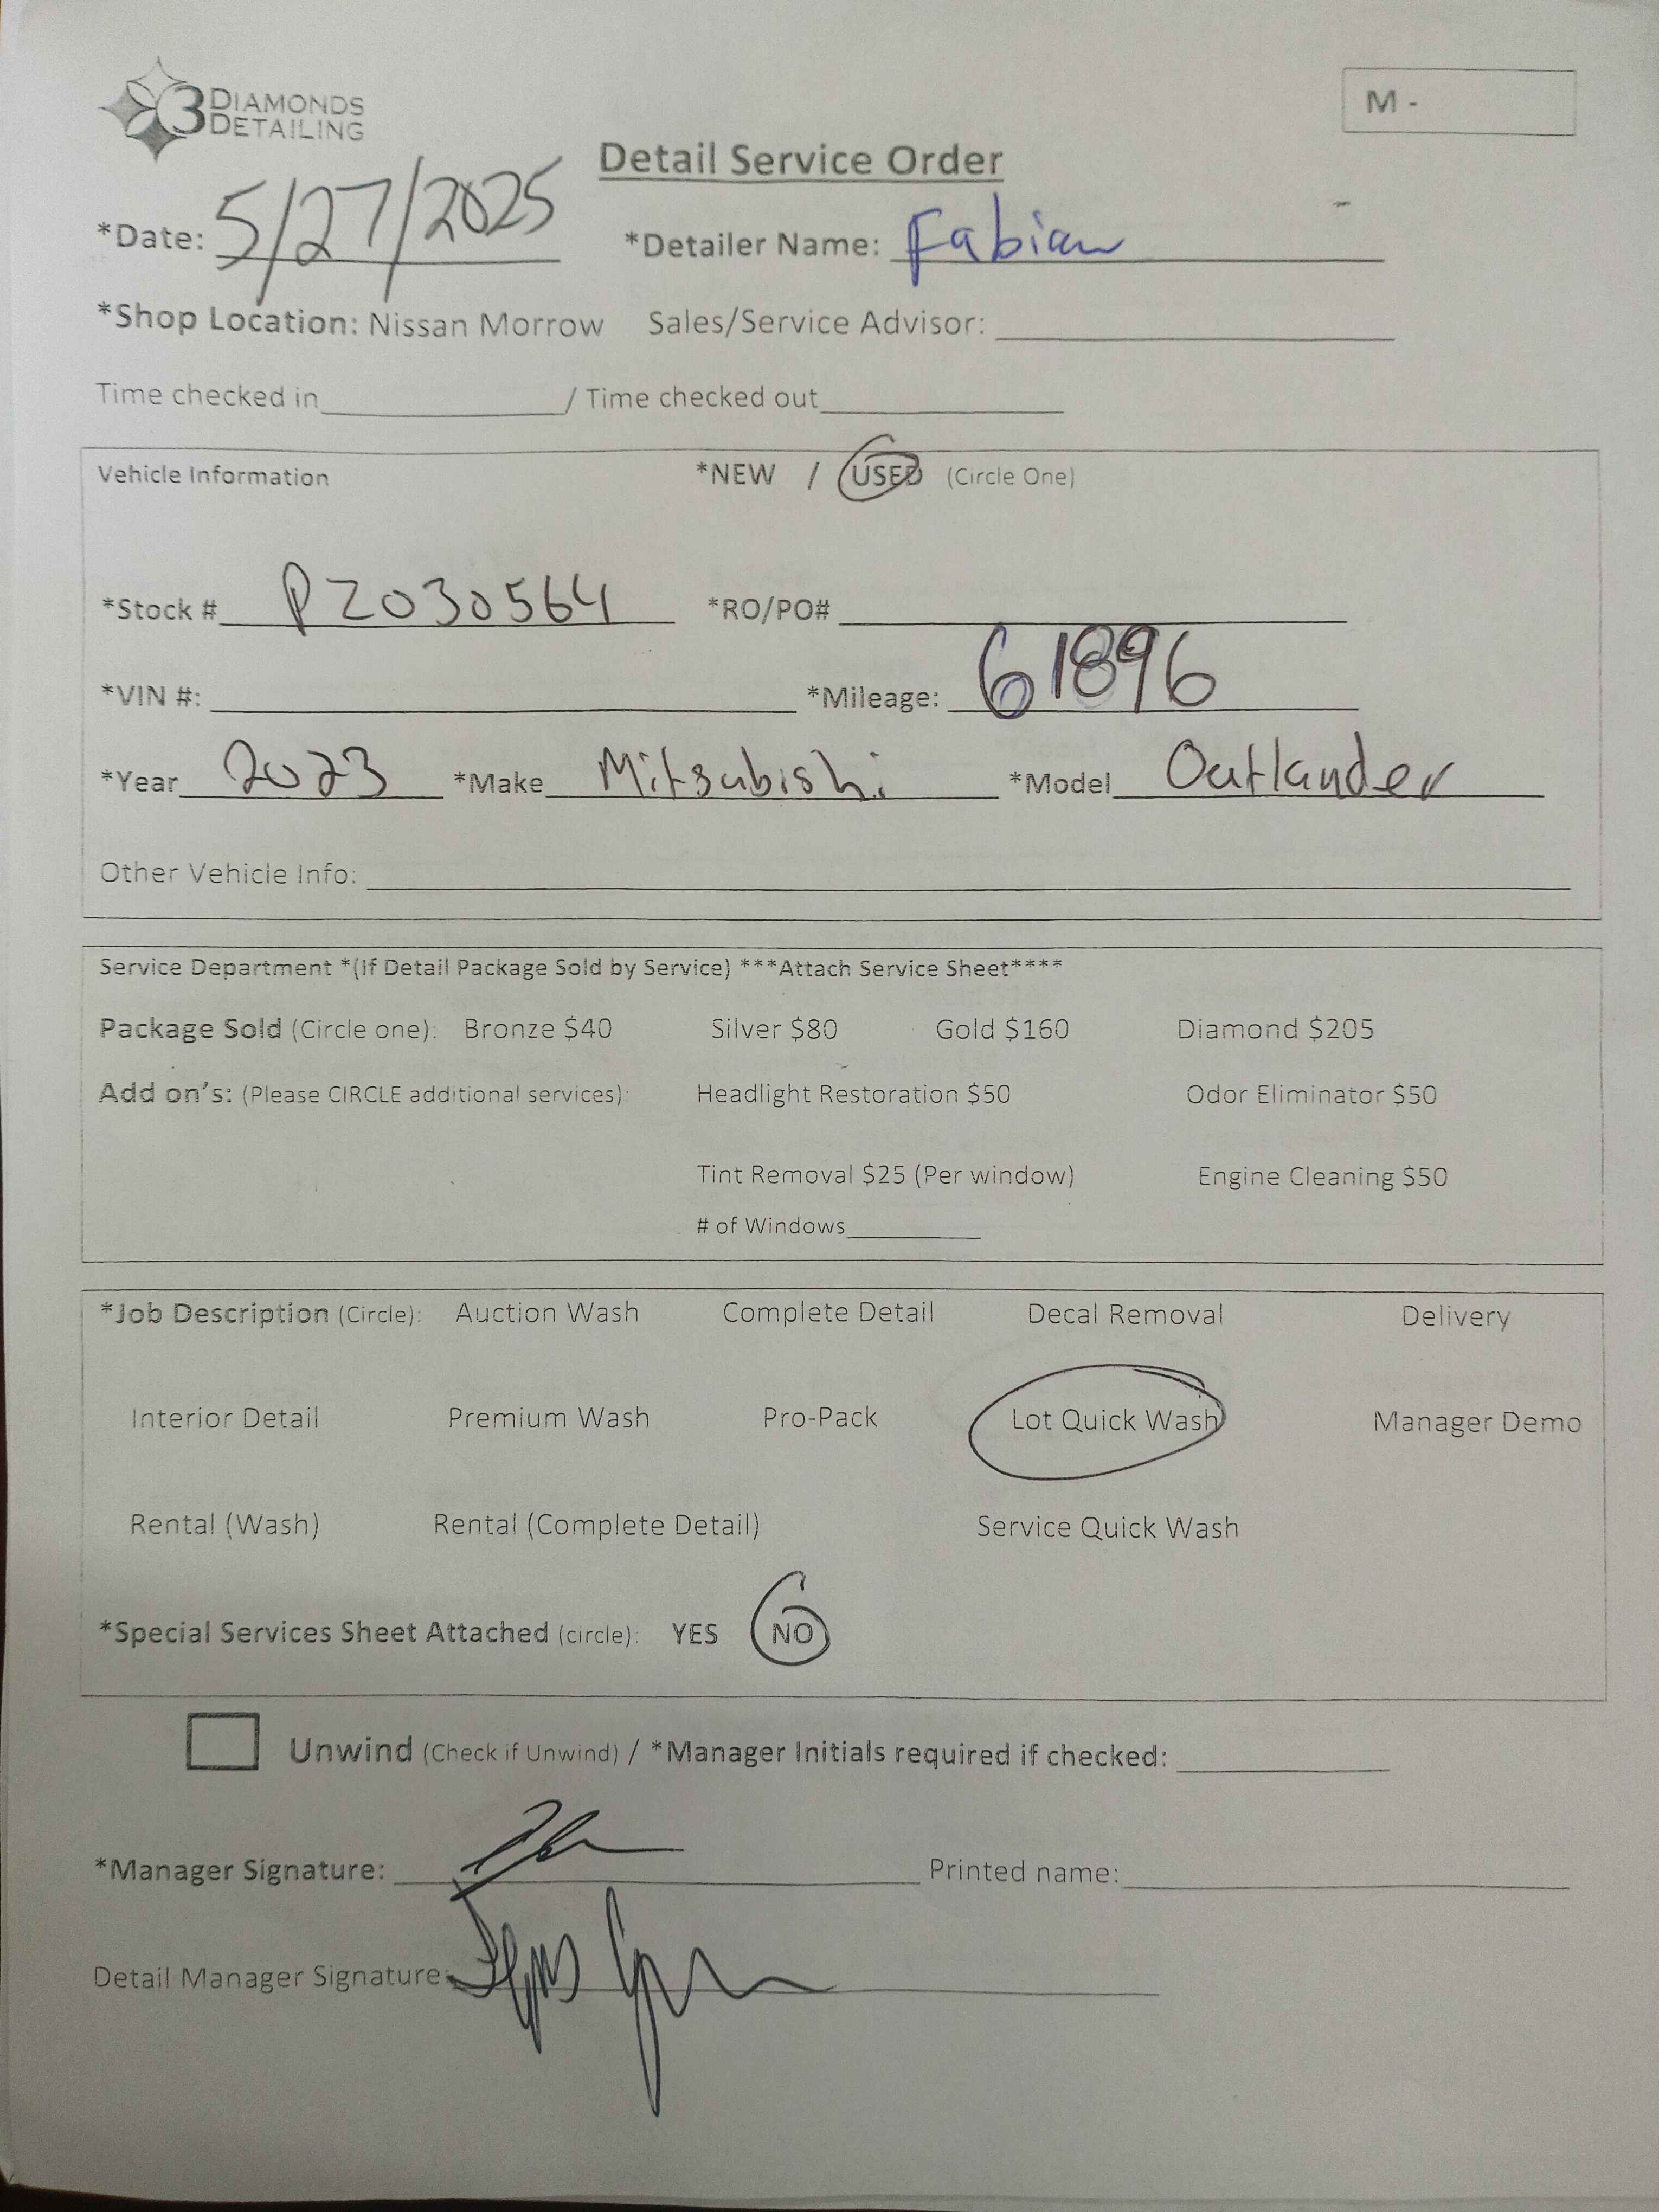 3 DIAMONDS
DETAILING
M -
Detail Service Order
*Date: 5/27/2025 *Detailer Name: Fabian
*Shop Location: Nissan Morrow Sales/Service Advisor:
Time checked in / Time checked out
Vehicle Information *NEW / USED (Circle One)
*Stock # PZ030564 *RO/PO#
*VIN #: *Mileage: 61896
*Year 2023 *Make Mitsubishi *Model Outlander
Other Vehicle Info:
Service Department *(If Detail Package Sold by Service) ***Attach Service Sheet****
Package Sold (Circle one): Bronze $40 Silver $80 Gold $160 Diamond $205
Add on's: (Please CIRCLE additional services): Headlight Restoration $50 Odor Eliminator $50
Tint Removal $25 (Per window) Engine Cleaning $50
# of Windows
*Job Description (Circle): Auction Wash Complete Detail Decal Removal Delivery
Interior Detail Premium Wash Pro-Pack Lot Quick Wash Manager Demo
Rental (Wash) Rental (Complete Detail) Service Quick Wash
*Special Services Sheet Attached (circle): YES NO
Unwind (Check if Unwind) / *Manager Initials required if checked:
*Manager Signature: Printed name:
Detail Manager Signature: